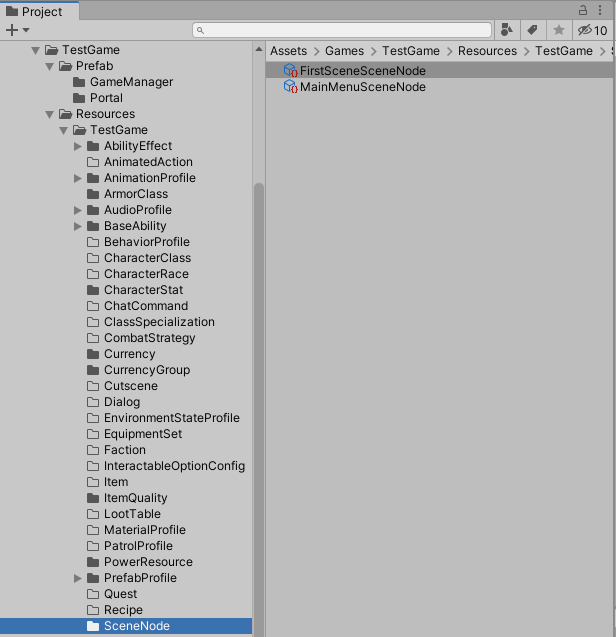 Project
10
TestGame
Prefab
GameManager
Portal
Resources
TestGame
AbilityEffect
AnimatedAction
AnimationProfile
ArmorClass
AudioProfile
BaseAbility
BehaviorProfile
CharacterClass
CharacterRace
CharacterStat
ChatCommand
ClassSpecialization
CombatStrategy
Currency
CurrencyGroup
Cutscene
Dialog
EnvironmentStateProfile
EquipmentSet
Faction
InteractableOptionConfig
Item
ItemQuality
LootTable
MaterialProfile
PatrolProfile
PowerResource
PrefabProfile
Quest
Recipe
SceneNode
Assets > Games > TestGame > Resources > TestGame >
FirstSceneSceneNode
MainMenuSceneNode